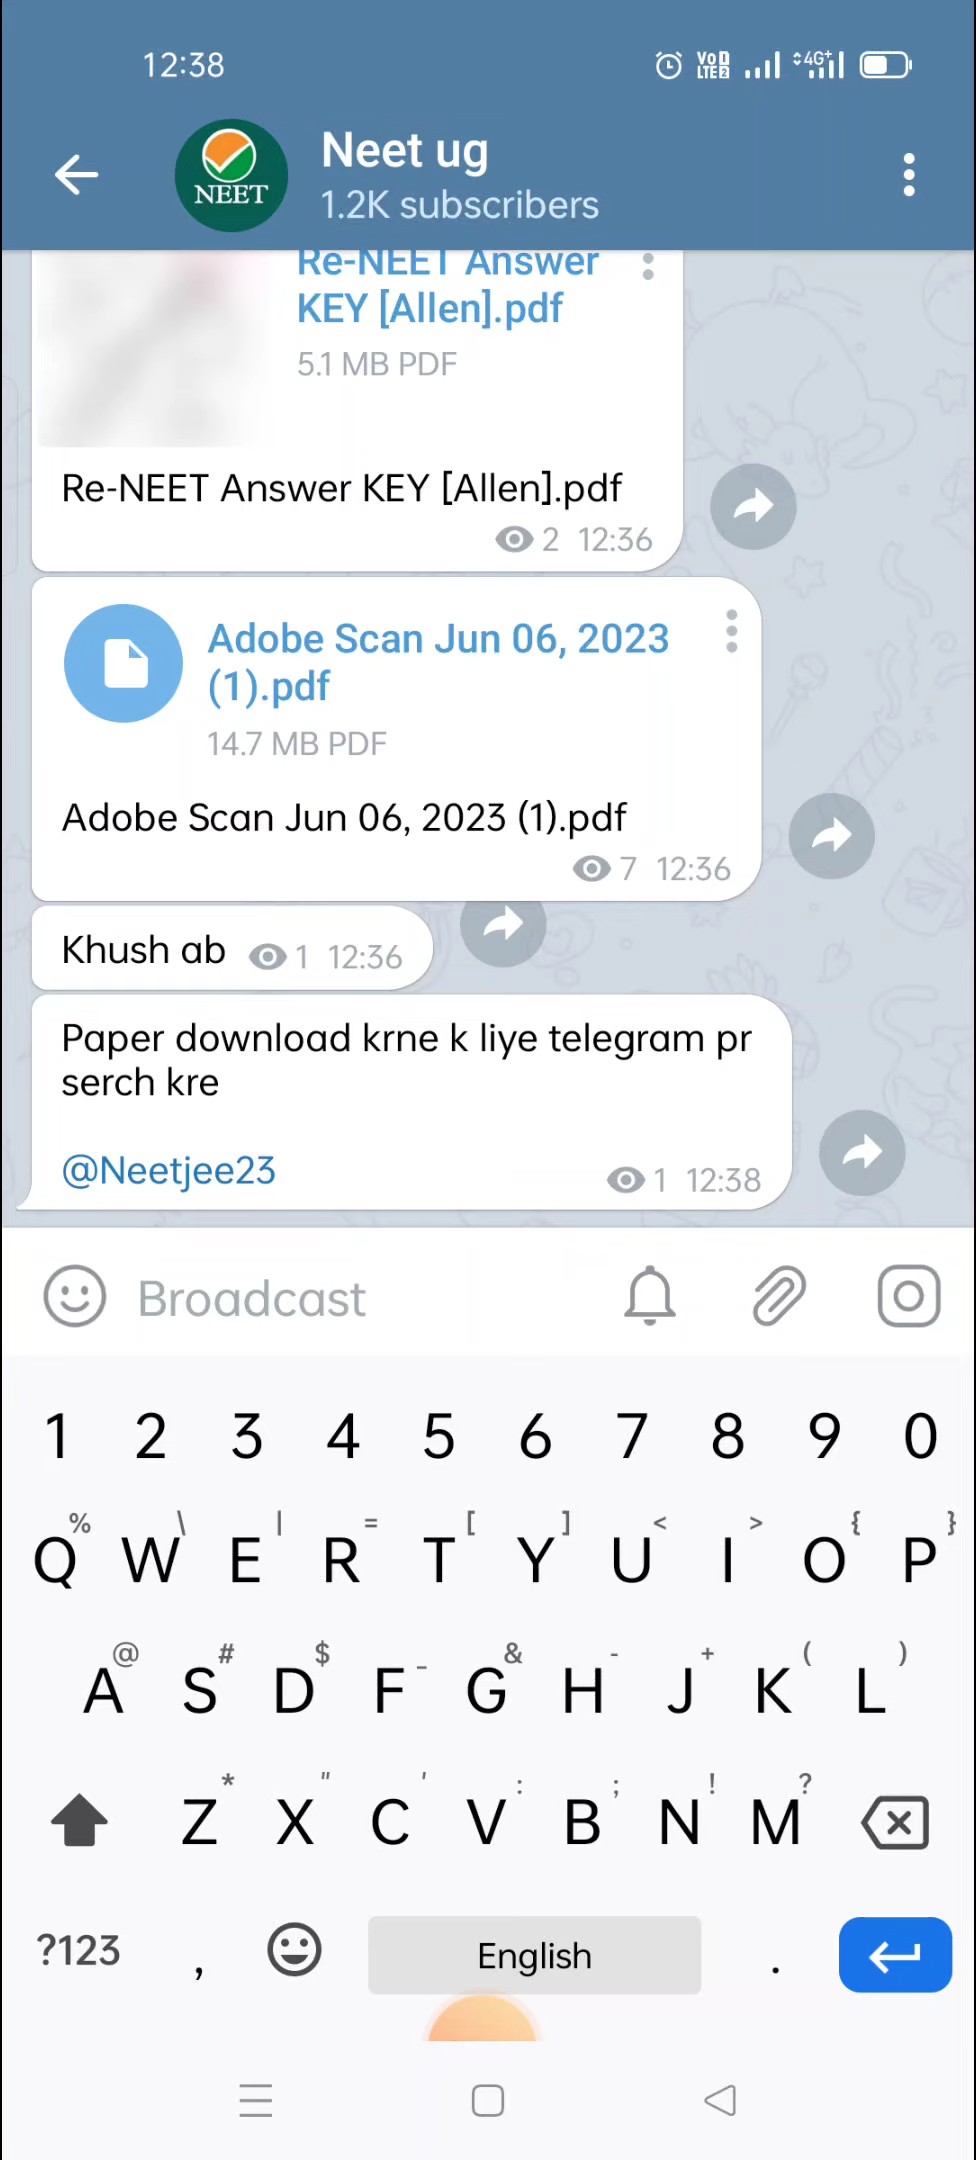 12:38
VoD LTE2 4G+
NEET
Neet ug
1.2K subscribers
Re-NEET Answer
KEY [Allen].pdf
5.1 MB PDF
Re-NEET Answer KEY [Allen].pdf
2 12:36
Adobe Scan Jun 06, 2023
(1).pdf
14.7 MB PDF
Adobe Scan Jun 06, 2023 (1).pdf
7 12:36
Khush ab 1 12:36
Paper download krne k liye telegram pr
serch kre
@Neetjee23 1 12:38
Broadcast
1 2 3 4 5 6 7 8 9 0
% \ | = [ ] < > { }
Q W E R T Y U I O P
@ # $ _ & - + ( )
A S D F G H J K L
* " ' : ; ! ?
Z X C V B N M
?123 , English .